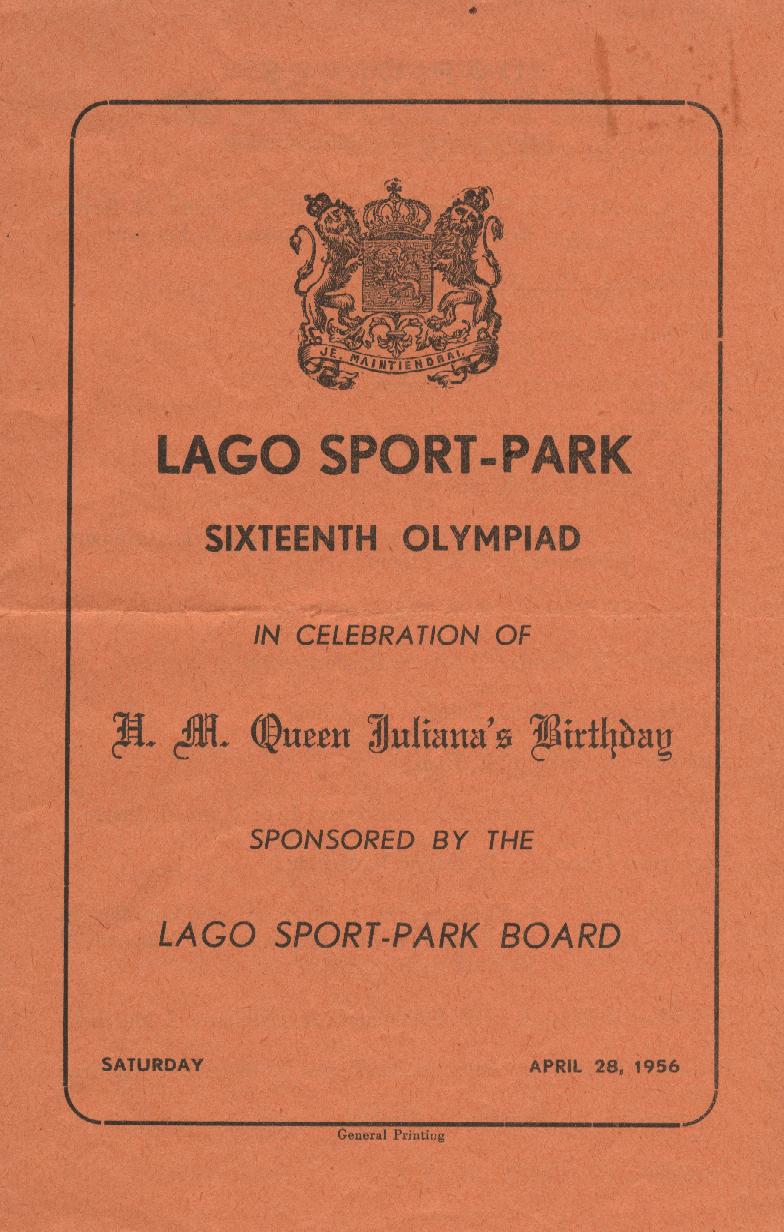 JE MAINTIENDRAI.
LAGO SPORT-PARK
SIXTEENTH OLYMPIAD
IN CELEBRATION OF
H. M. Queen Juliana's Birthday
SPONSORED BY THE
LAGO SPORT-PARK BOARD
SATURDAY APRIL 28, 1956
General Printing